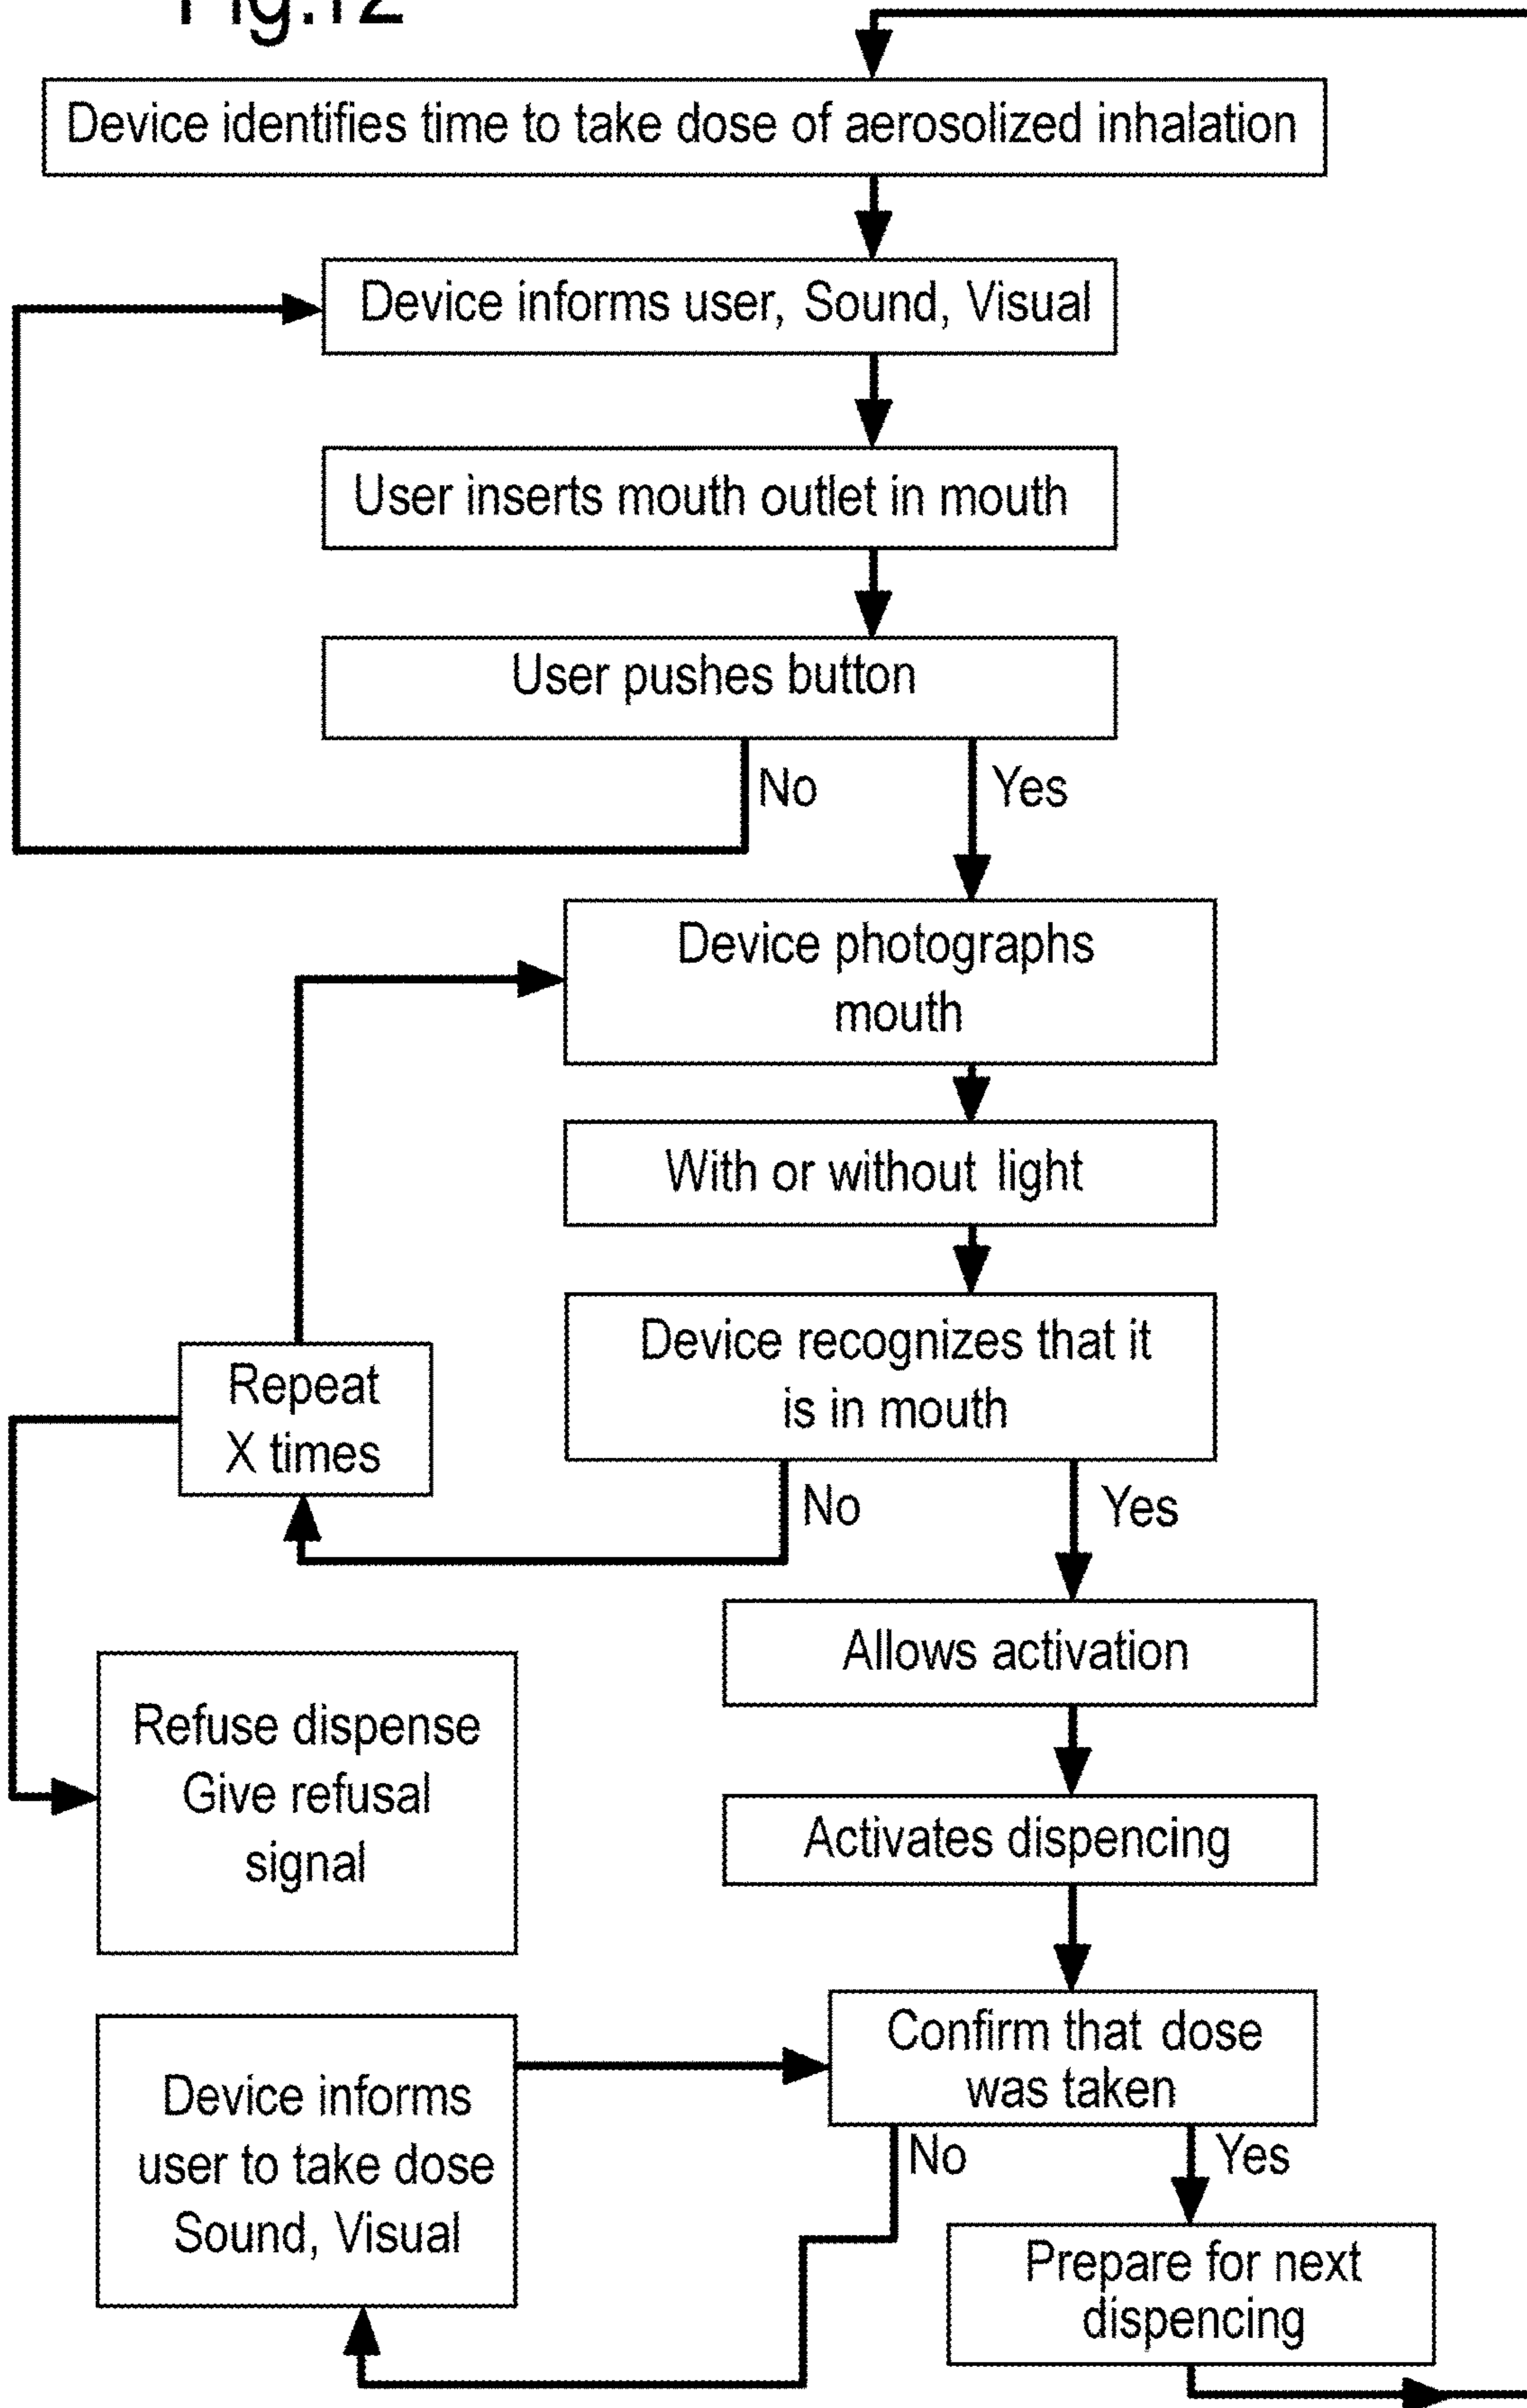 Fig.12
Device identifies time to take dose of aerosolized inhalation
Device informs user, Sound, Visual
User inserts mouth outlet in mouth
User pushes button
No
Yes
Device photographs
mouth
With or without light
Device recognizes that it
is in mouth
Repeat
X times
No
Yes
Allows activation
Refuse dispense
Give refusal
signal
Activates dispencing
Confirm that dose
was taken
Device informs
user to take dose
Sound, Visual
No
Yes
Prepare for next
dispencing